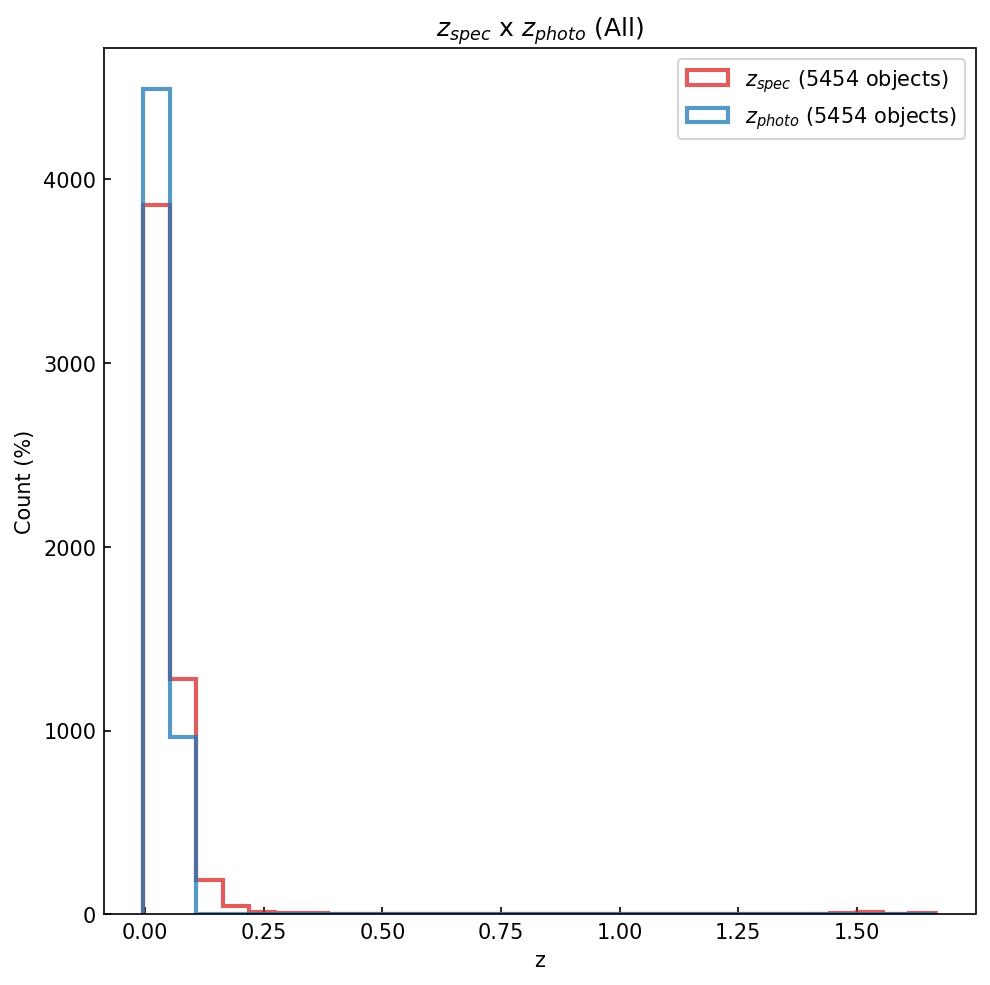 z_spec x z_photo (All)
z_spec (5454 objects)
z_photo (5454 objects)
Count (%)
4000
3000
2000
1000
0
0.00 0.25 0.50 0.75 1.00 1.25 1.50
z